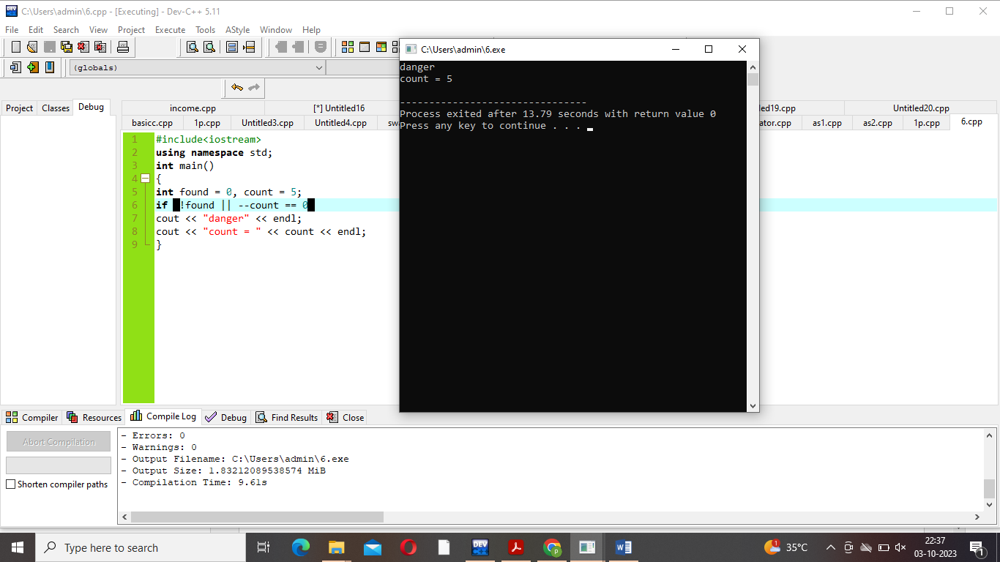 C:\Users\admin\6.cpp - [Executing] - Dev-C++ 5.11
File Edit Search View Project Execute Tools AStyle Window Help
(globals)
Project Classes Debug
income.cpp [*] Untitled16 led19.cpp Untitled20.cpp
basicc.cpp 1p.cpp Untitled3.cpp Untitled4.cpp sw ator.cpp as1.cpp as2.cpp 1p.cpp 6.cpp
1 #include<iostream>
2 using namespace std;
3 int main()
4 {
5 int found = 0, count = 5;
6 if (!found || --count == 0)
7 cout << "danger" << endl;
8 cout << "count = " << count << endl;
9 }
C:\Users\admin\6.exe
danger
count = 5
--------------------------------
Process exited after 13.79 seconds with return value 0
Press any key to continue . . .
Compiler Resources Compile Log Debug Find Results Close
Abort Compilation
Shorten compiler paths
- Errors: 0
- Warnings: 0
- Output Filename: C:\Users\admin\6.exe
- Output Size: 1.83212089538574 MiB
- Compilation Time: 9.61s
Type here to search
DEV
p
1
35°C
22:37
03-10-2023
1